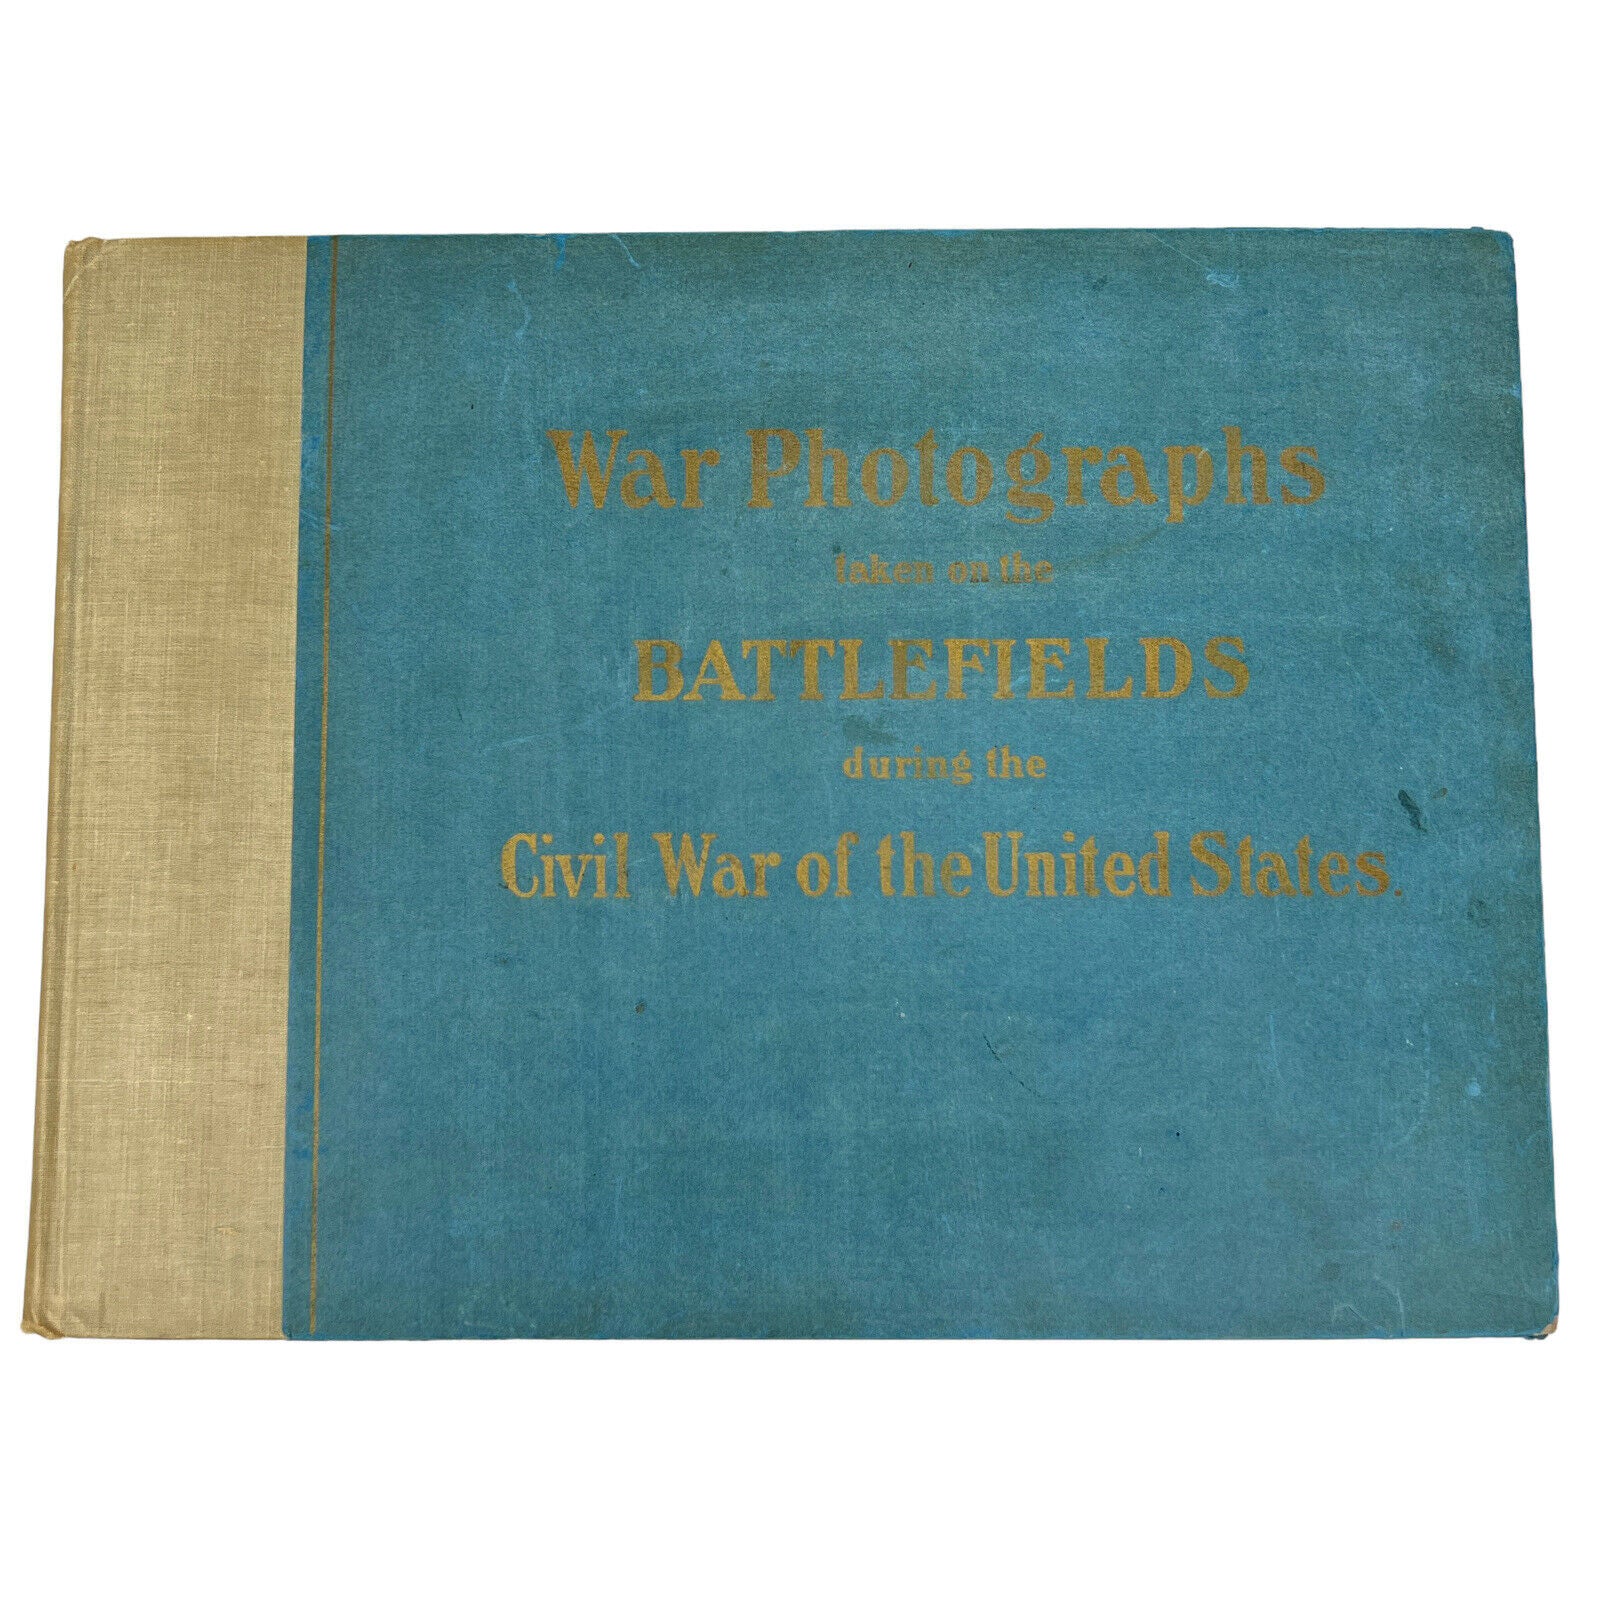 War Photographs
taken on the
BATTLEFIELDS
during the
Civil War of the United States.